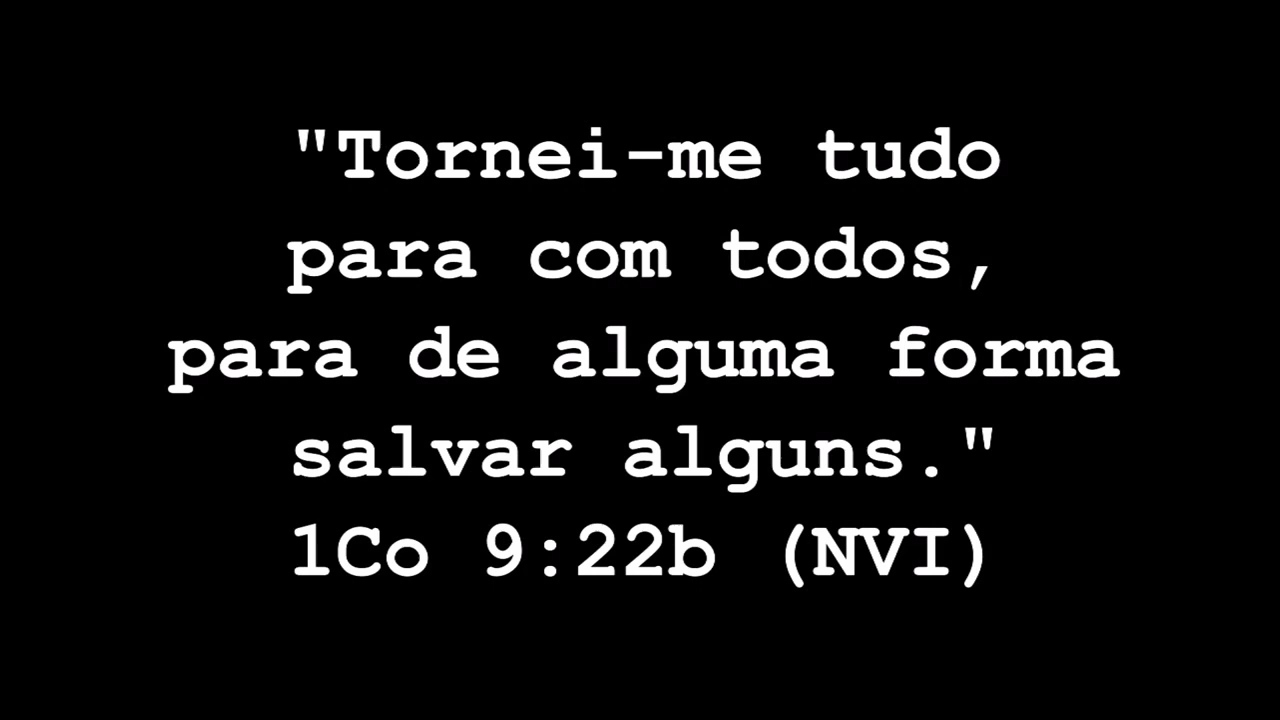 "Tornei-me tudo
para com todos,
para de alguma forma
salvar alguns."
1Co 9:22b (NVI)